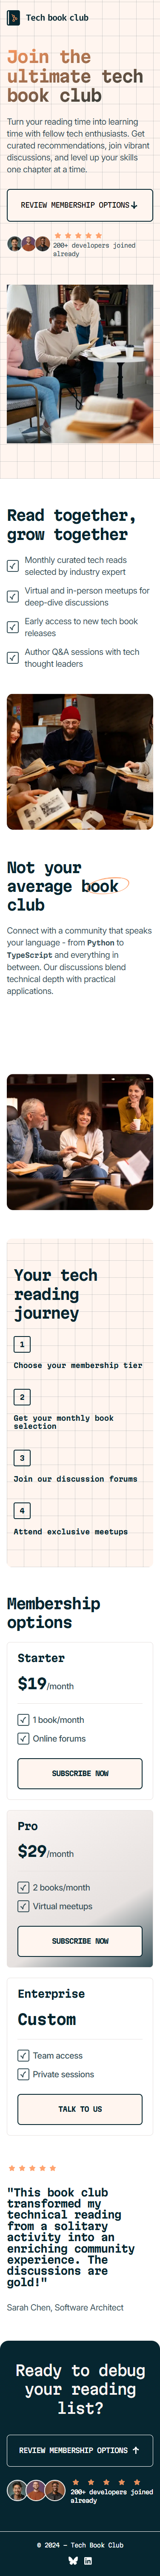 Tech book club
Join the
ultimate tech
book club
Turn your reading time into learning
time with fellow tech enthusiasts. Get
curated recommendations, join vibrant
discussions, and level up your skills
one chapter at a time.
REVIEW MEMBERSHIP OPTIONS
200+ developers joined
already
Read together,
grow together
Monthly curated tech reads
selected by industry expert
Virtual and in-person meetups for
deep-dive discussions
Early access to new tech book
releases
Author Q&A sessions with tech
thought leaders
Not your
average book
club
Connect with a community that speaks
your language - from Python to
TypeScript and everything in
between. Our discussions blend
technical depth with practical
applications.
Your tech
reading
journey
1
Choose your membership tier
2
Get your monthly book
selection
3
Join our discussion forums
4
Attend exclusive meetups
Membership
options
Starter
$19/month
1 book/month
Online forums
SUBSCRIBE NOW
Pro
$29/month
2 books/month
Virtual meetups
SUBSCRIBE NOW
Enterprise
Custom
Team access
Private sessions
TALK TO US
"This book club
transformed my
technical reading
from a solitary
activity into an
enriching community
experience. The
discussions are
gold!"
Sarah Chen, Software Architect
Ready to debug
your reading
list?
REVIEW MEMBERSHIP OPTIONS
200+ developers joined
already
© 2024 - Tech Book Club